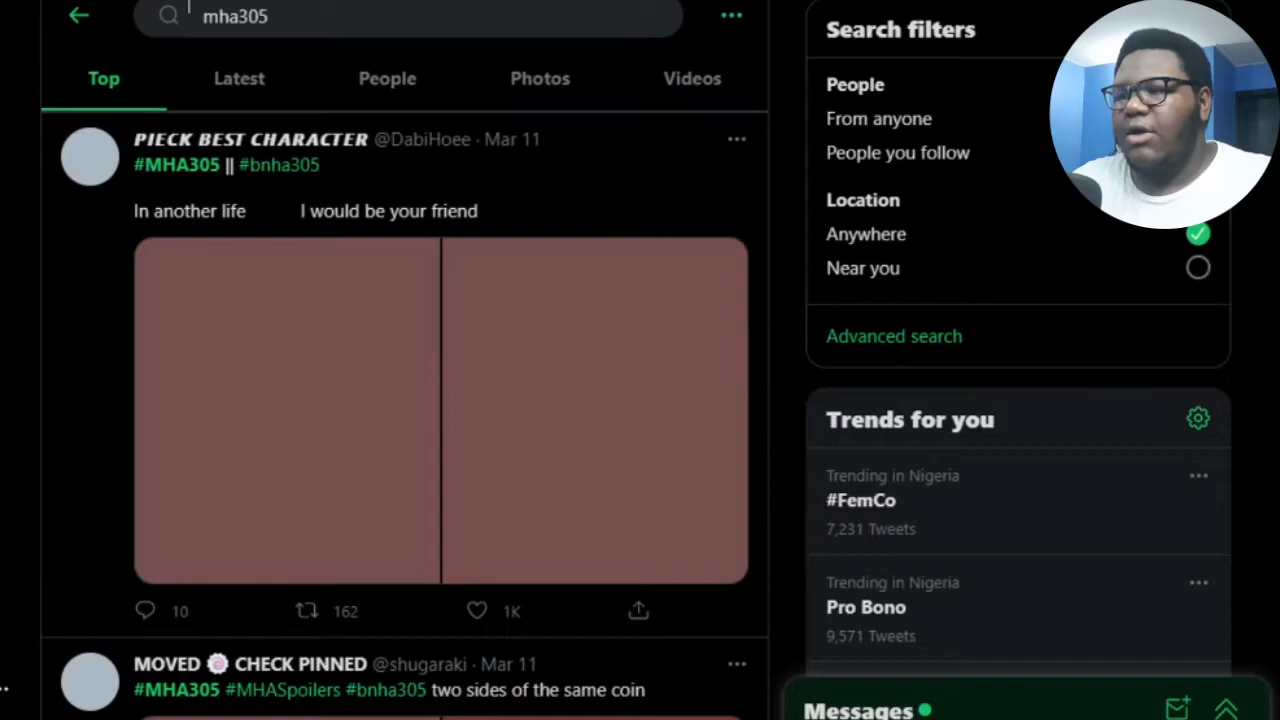 mha305
Top Latest People Photos Videos
PIECK BEST CHARACTER @DabiHoee · Mar 11
#MHA305 || #bnha305
In another life I would be your friend
10 162 1K
MOVED 🍥 CHECK PINNED @shugaraki · Mar 11
#MHA305 #MHASpoilers #bnha305 two sides of the same coin
Search filters
People
From anyone
People you follow
Location
Anywhere
Near you
Advanced search
Trends for you
Trending in Nigeria
#FemCo
7,231 Tweets
Trending in Nigeria
Pro Bono
9,571 Tweets
Messages